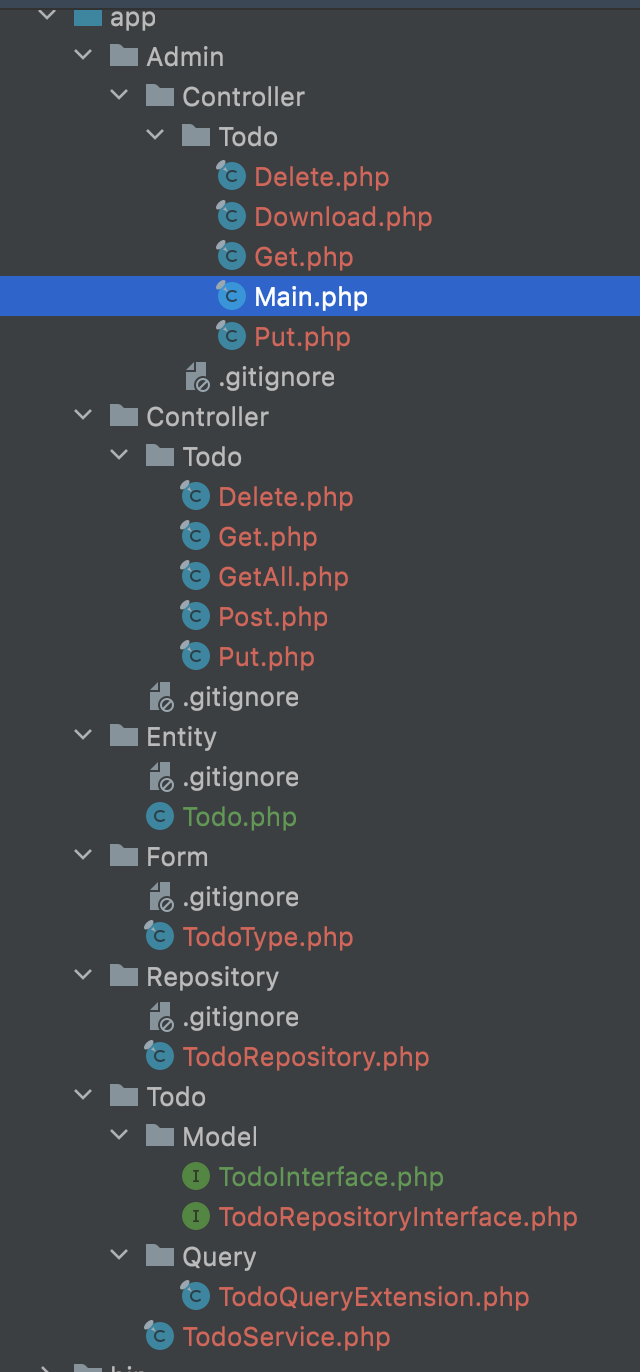 app
Admin
Controller
Todo
Delete.php
Download.php
Get.php
Main.php
Put.php
.gitignore
Controller
Todo
Delete.php
Get.php
GetAll.php
Post.php
Put.php
.gitignore
Entity
.gitignore
Todo.php
Form
.gitignore
TodoType.php
Repository
.gitignore
TodoRepository.php
Todo
Model
TodoInterface.php
TodoRepositoryInterface.php
Query
TodoQueryExtension.php
TodoService.php